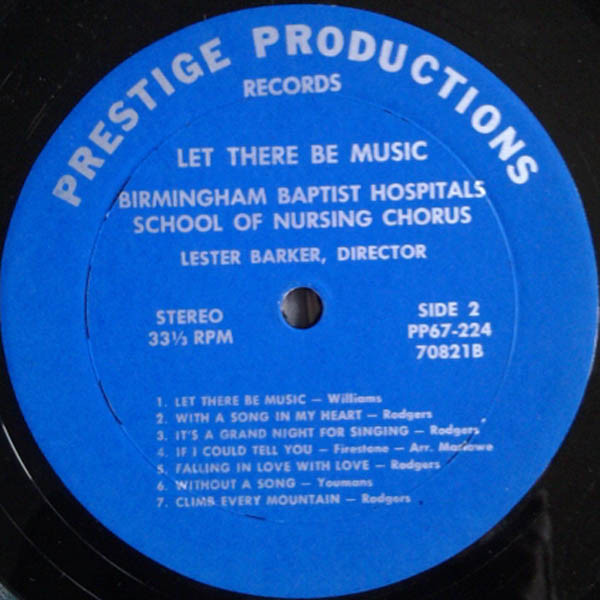 PRESTIGE PRODUCTIONS
RECORDS
LET THERE BE MUSIC
BIRMINGHAM BAPTIST HOSPITALS
SCHOOL OF NURSING CHORUS
LESTER BARKER, DIRECTOR
STEREO
33⅓ RPM
SIDE 2
PP67-224
70821B
1. LET THERE BE MUSIC — Williams
2. WITH A SONG IN MY HEART — Rodgers
3. IT'S A GRAND NIGHT FOR SINGING — Rodgers
4. IF I COULD TELL YOU — Firestone — Arr. Marlowe
5. FALLING IN LOVE WITH LOVE — Rodgers
6. WITHOUT A SONG — Youmans
7. CLIMB EVERY MOUNTAIN — Rodgers